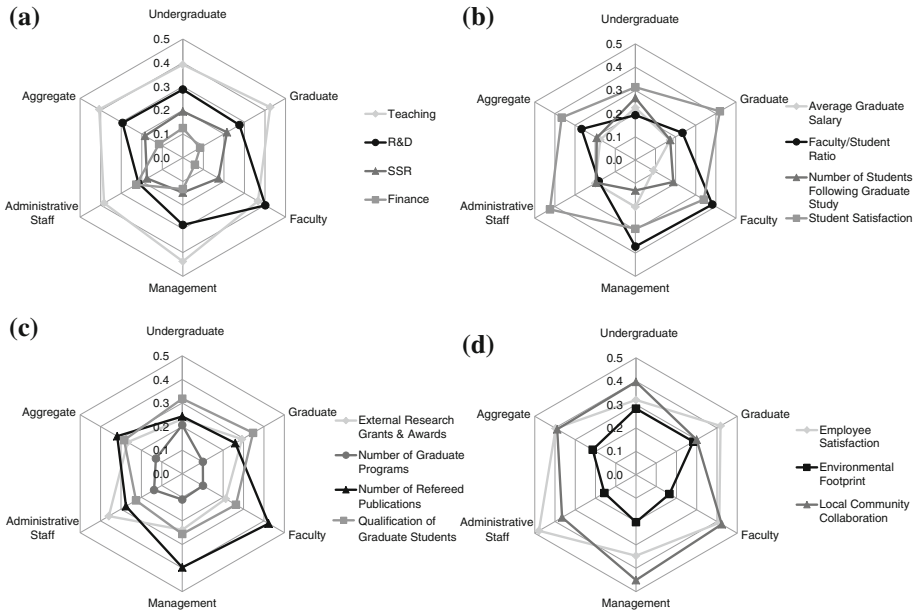 (a)
Undergraduate
0.5
0.4
0.3
0.2
0.1
0.0
Aggregate
Graduate
Administrative
Staff
Faculty
Management
Teaching
R&D
SSR
Finance
(b)
Undergraduate
0.5
0.4
0.3
0.2
0.1
0.0
Aggregate
Graduate
Administrative
Staff
Faculty
Management
Average Graduate
Salary
Faculty/Student
Ratio
Number of Students
Following Graduate
Study
Student Satisfaction
(c)
Undergraduate
0.5
0.4
0.3
0.2
0.1
0.0
Aggregate
Graduate
Administrative
Staff
Faculty
Management
External Research
Grants & Awards
Number of Graduate
Programs
Number of Refereed
Publications
Qualification of
Graduate Students
(d)
Undergraduate
0.5
0.4
0.3
0.2
0.1
0.0
Aggregate
Graduate
Administrative
Staff
Faculty
Management
Employee
Satisfaction
Environmental
Footprint
Local Community
Collaboration